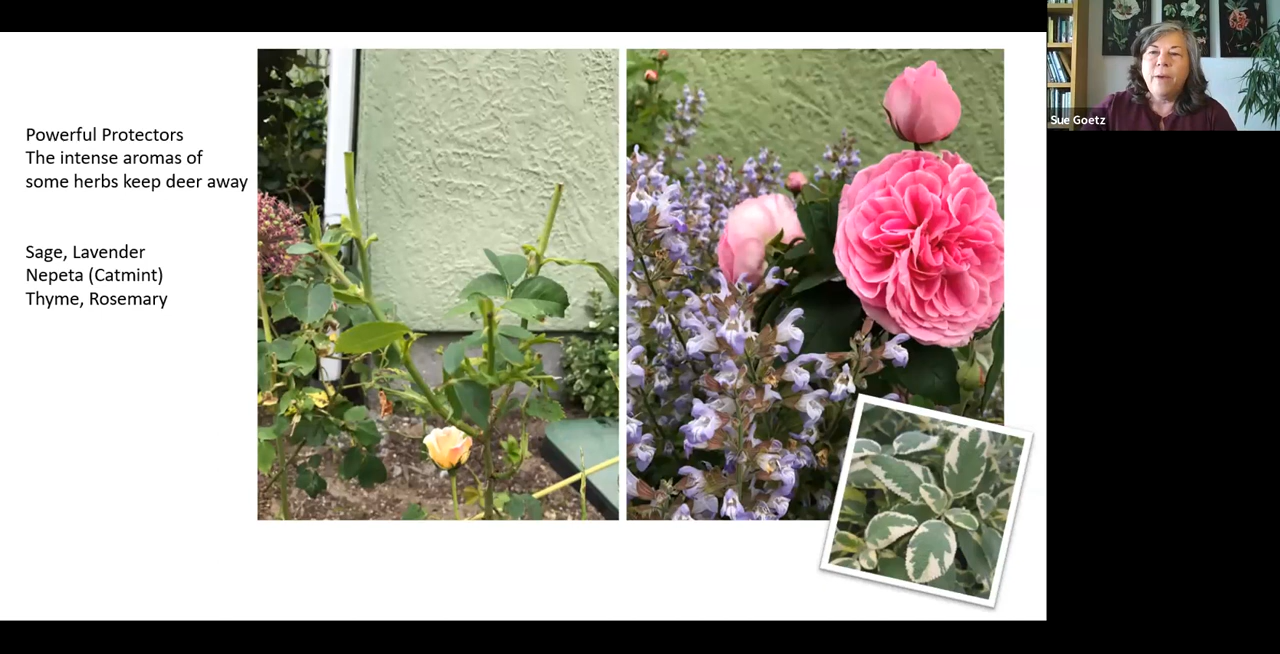 Powerful Protectors
The intense aromas of
some herbs keep deer away
Sage, Lavender
Nepeta (Catmint)
Thyme, Rosemary
Sue Goetz